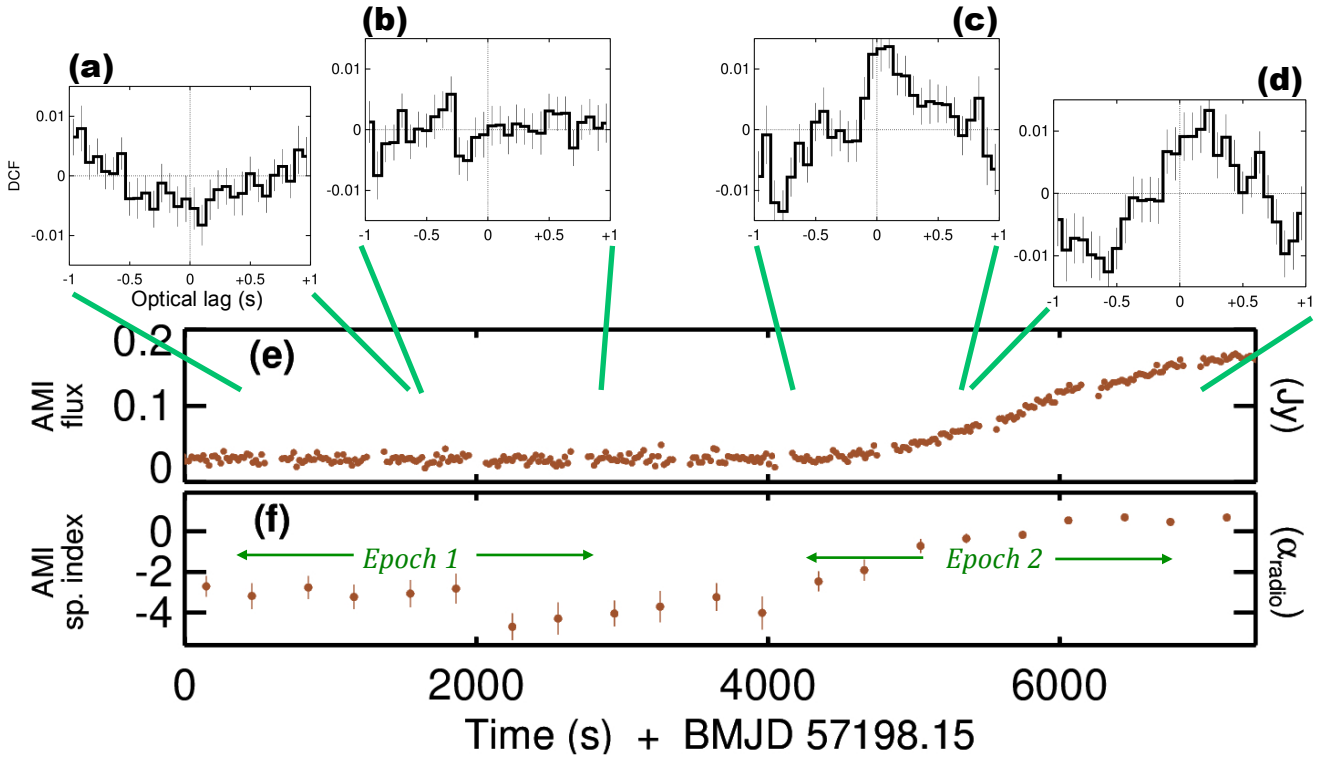 (a)
(b)
(c)
(d)
0.01
0
-0.01
DCF
-1 -0.5 0 +0.5 +1
Optical lag (s)
0.01
0
-0.01
-1 -0.5 0 +0.5 +1
0.01
0
-0.01
-1 -0.5 0 +0.5 +1
0.01
0
-0.01
-1 -0.5 0 +0.5 +1
(e)
0.2
0.1
0
AMI
flux
(Jy)
(f)
0
-2
-4
AMI
sp. index
(αradio)
Epoch 1
Epoch 2
0 2000 4000 6000
Time (s) + BMJD 57198.15